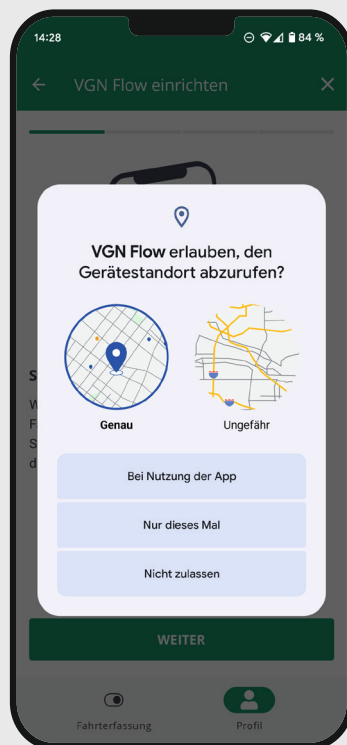 14:28
84 %
VGN Flow einrichten
VGN Flow erlauben, den
Gerätestandort abzurufen?
S
W
F
S
d
Genau
Ungefähr
Bei Nutzung der App
Nur dieses Mal
Nicht zulassen
WEITER
Fahrterfassung
Profil